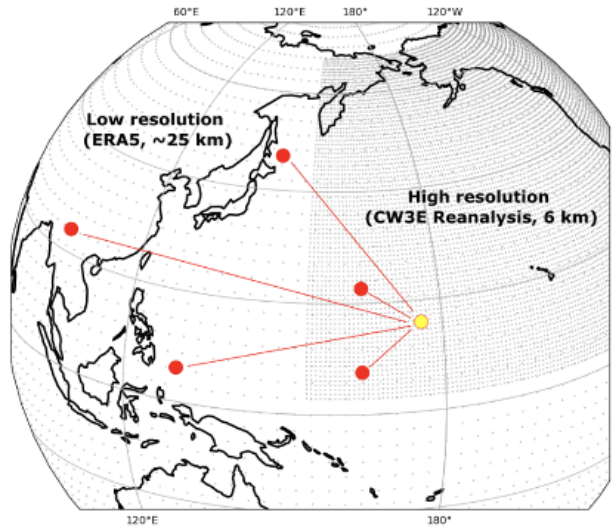 60°E 120°E 180° 120°W
Low resolution
(ERA5, ~25 km)
High resolution
(CW3E Reanalysis, 6 km)
120°E 180°